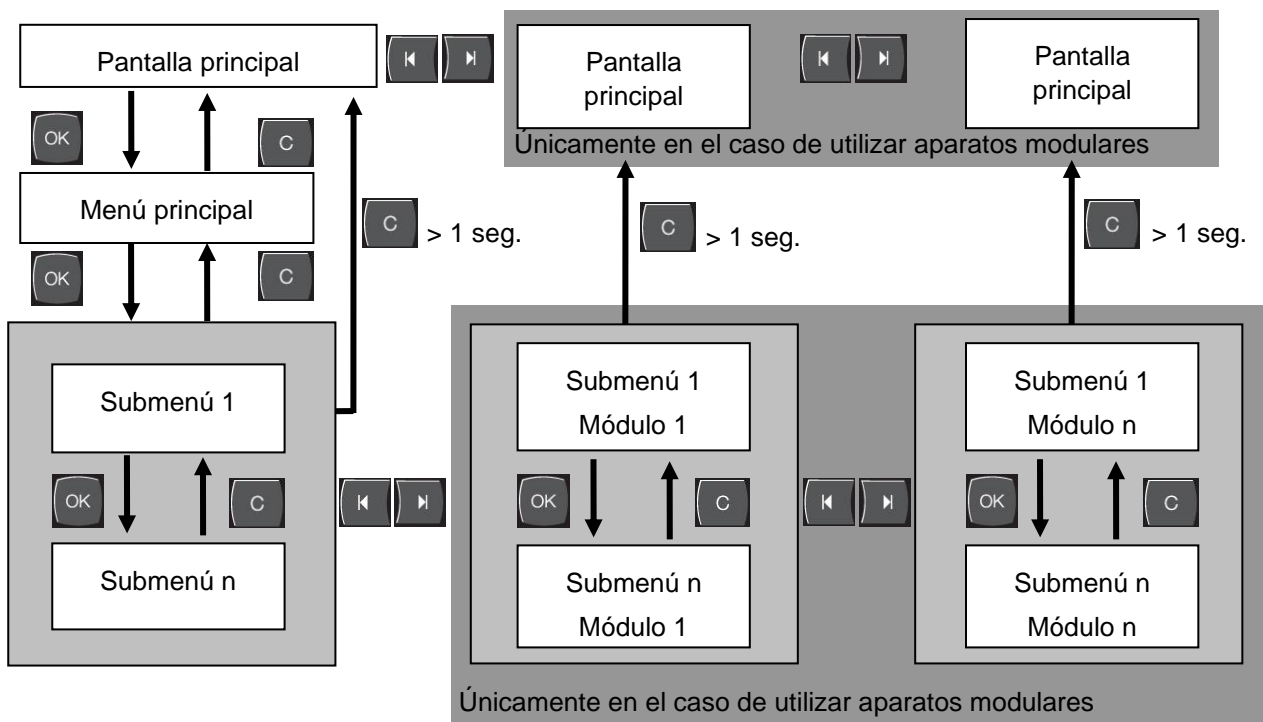 Pantalla principal
Pantalla
principal
Pantalla
principal
Únicamente en el caso de utilizar aparatos modulares
OK
C
Menú principal
C
> 1 seg.
C
> 1 seg.
C
> 1 seg.
OK
C
Submenú 1
Submenú 1
Módulo 1
Submenú 1
Módulo n
OK
C
OK
C
OK
C
Submenú n
Submenú n
Módulo 1
Submenú n
Módulo n
Únicamente en el caso de utilizar aparatos modulares